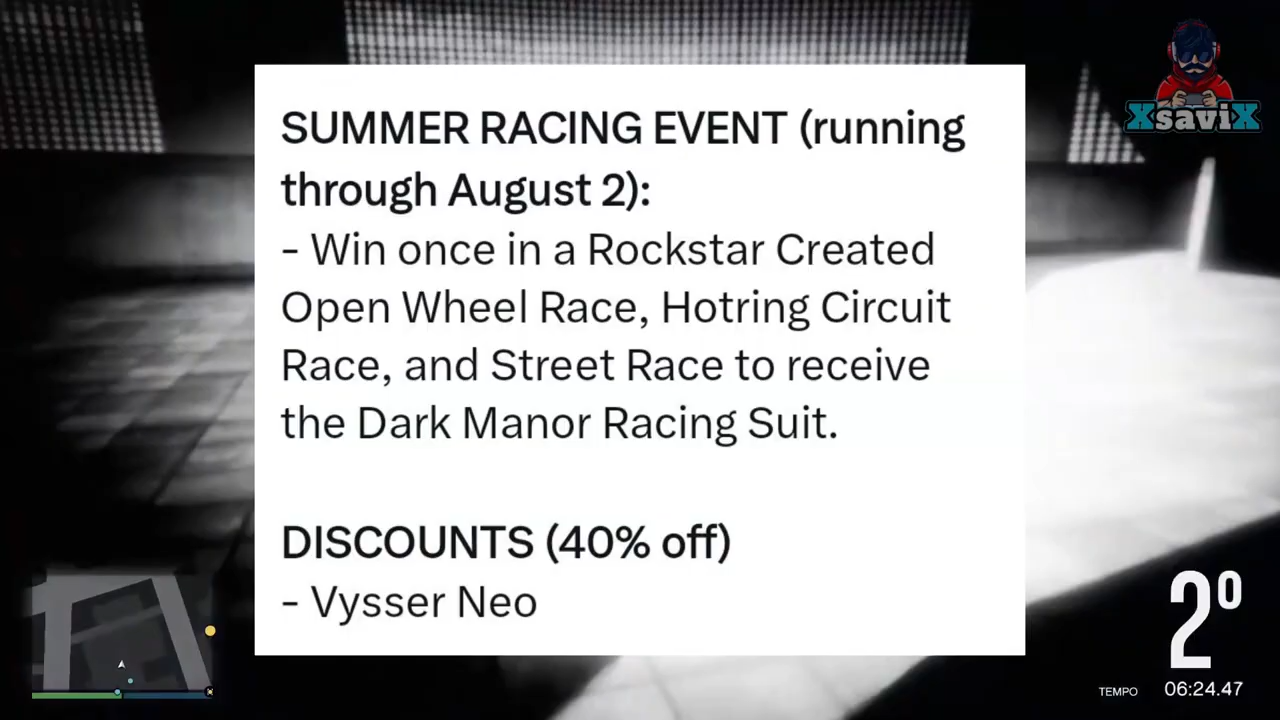 XsaviX
SUMMER RACING EVENT (running
through August 2):
- Win once in a Rockstar Created
Open Wheel Race, Hotring Circuit
Race, and Street Race to receive
the Dark Manor Racing Suit.
DISCOUNTS (40% off)
- Vysser Neo
2º
TEMPO 06:24.47